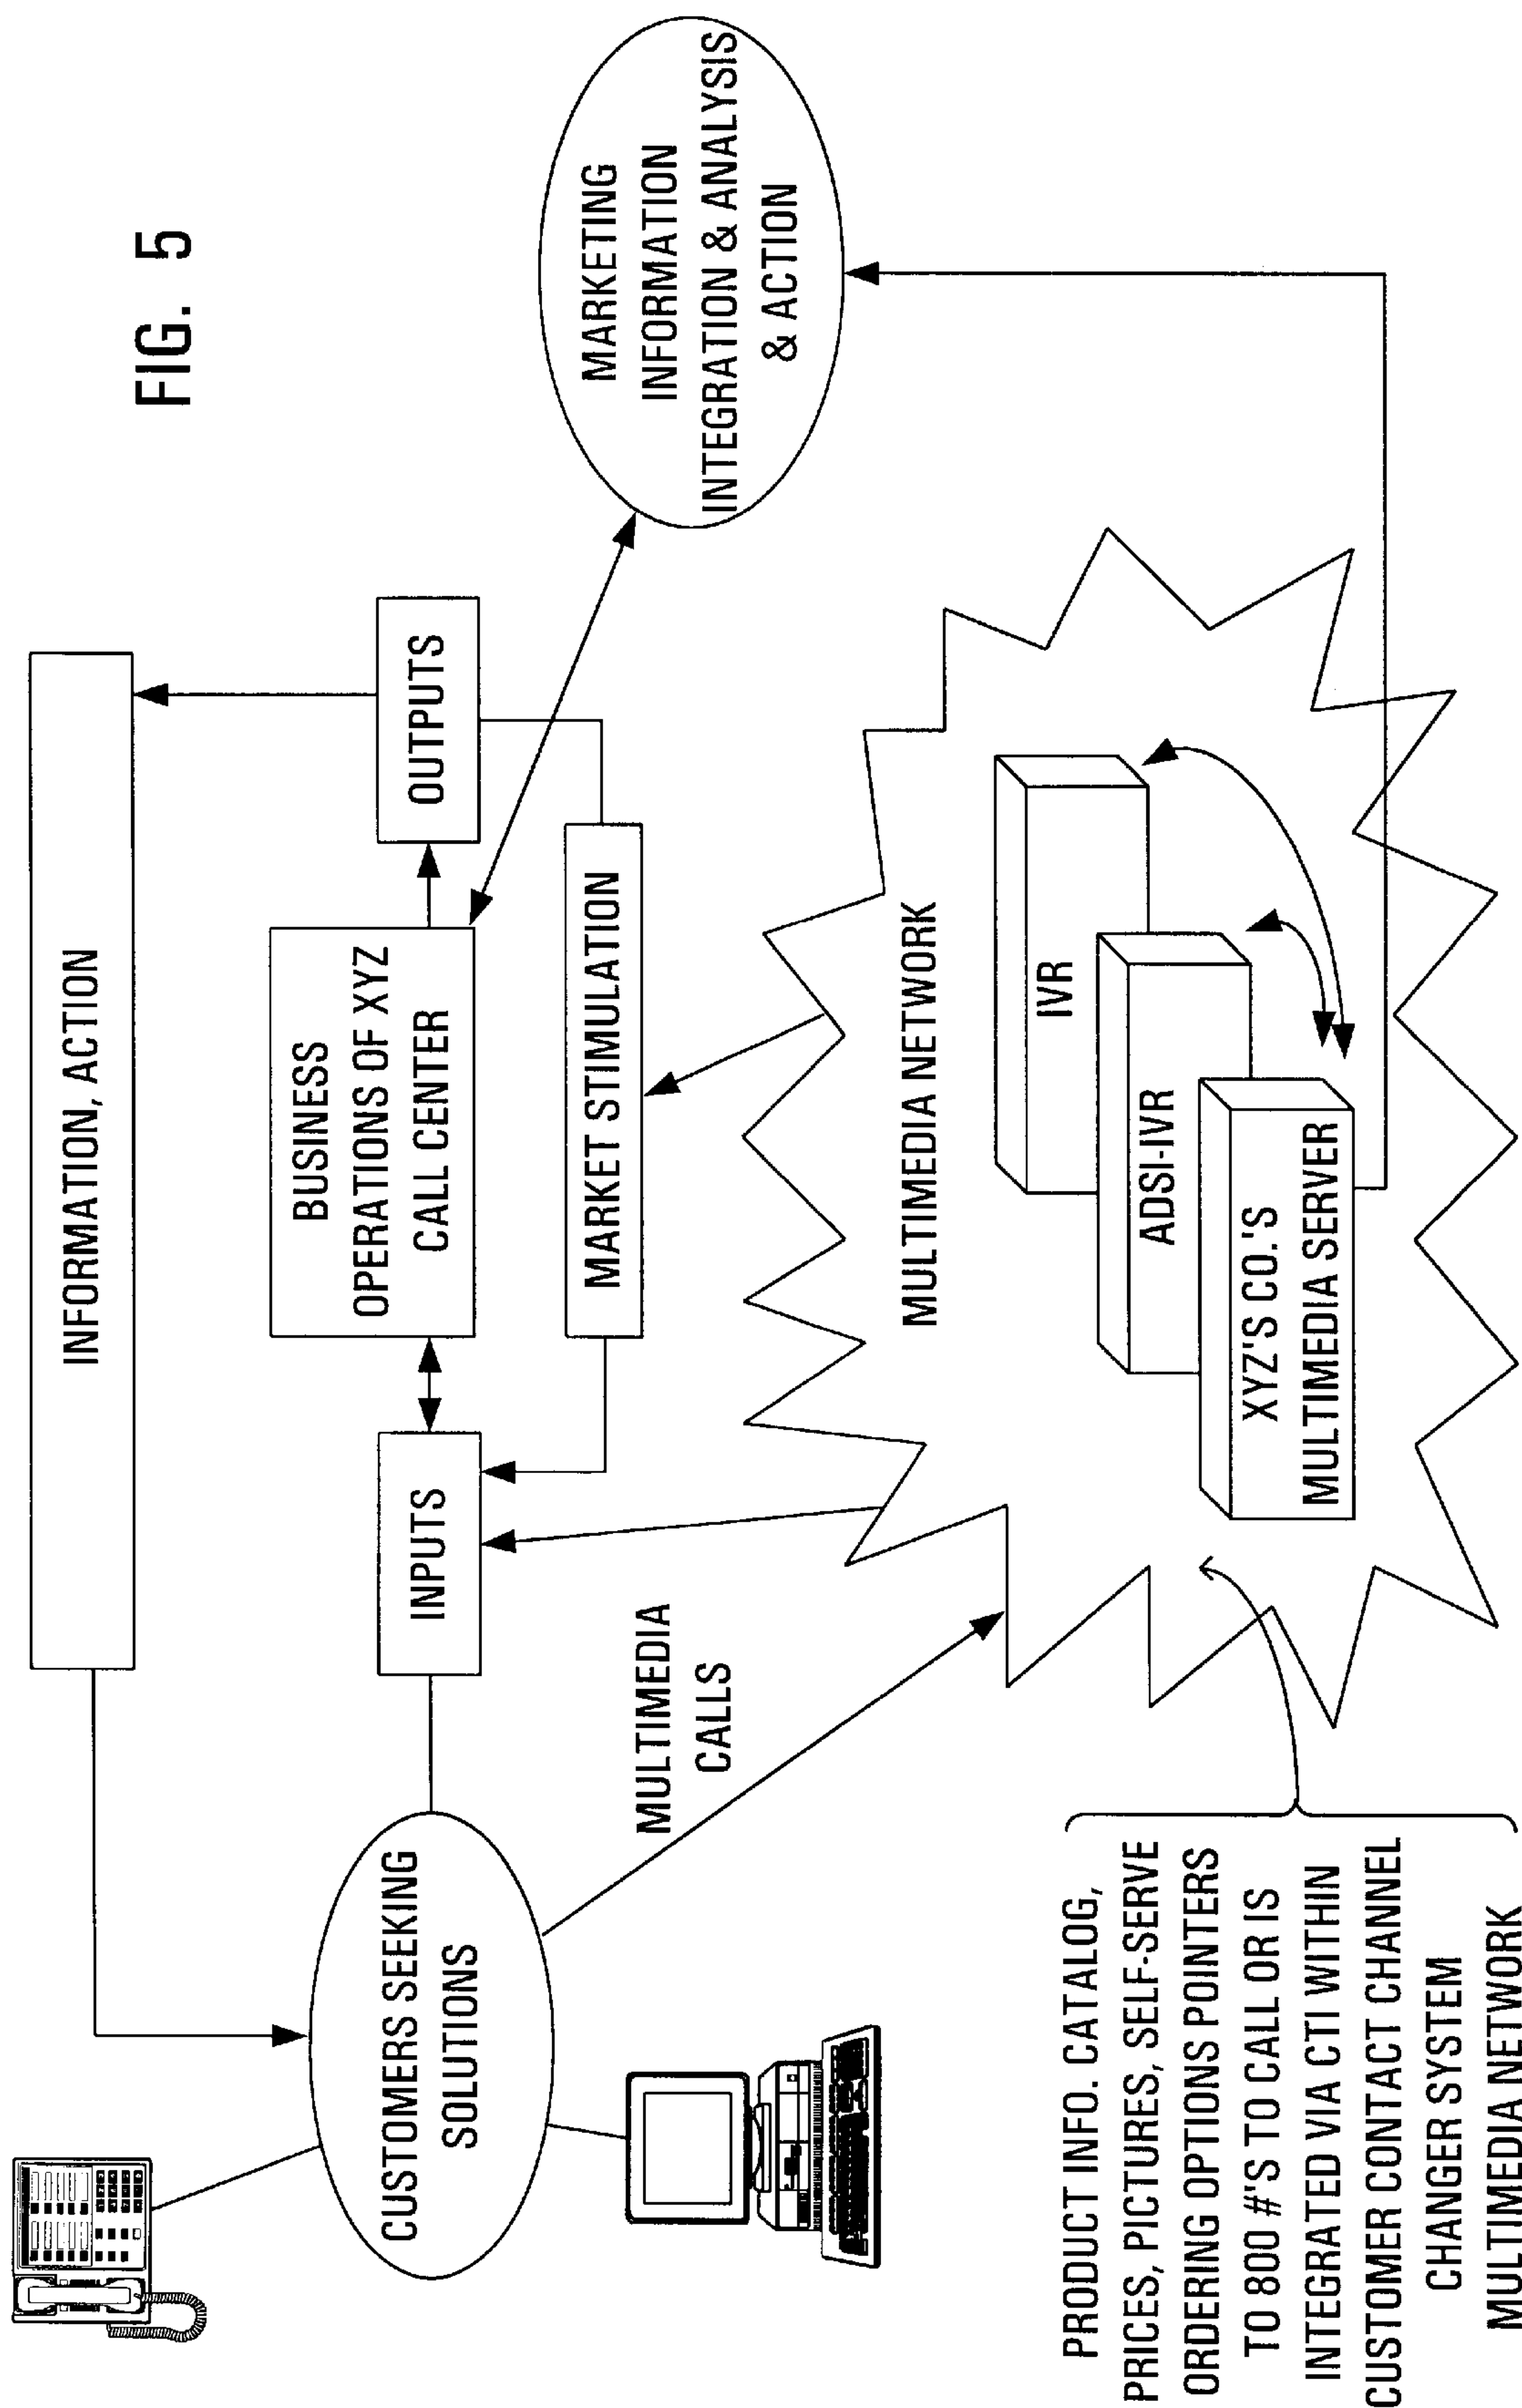 FIG. 5
INFORMATION, ACTION
CUSTOMERS SEEKING
SOLUTIONS
INPUTS
BUSINESS
OPERATIONS OF XYZ
CALL CENTER
OUTPUTS
MARKET STIMULATION
MARKETING
INFORMATION
INTEGRATION & ANALYSIS
& ACTION
MULTIMEDIA
CALLS
MULTIMEDIA NETWORK
IVR
ADSI-IVR
XYZ'S CO.'S
MULTIMEDIA SERVER
PRODUCT INFO. CATALOG,
PRICES, PICTURES, SELF-SERVE
ORDERING OPTIONS POINTERS
TO 800 #'S TO CALL OR IS
INTEGRATED VIA CTI WITHIN
CUSTOMER CONTACT CHANNEL
CHANGER SYSTEM
MULTIMEDIA NETWORK